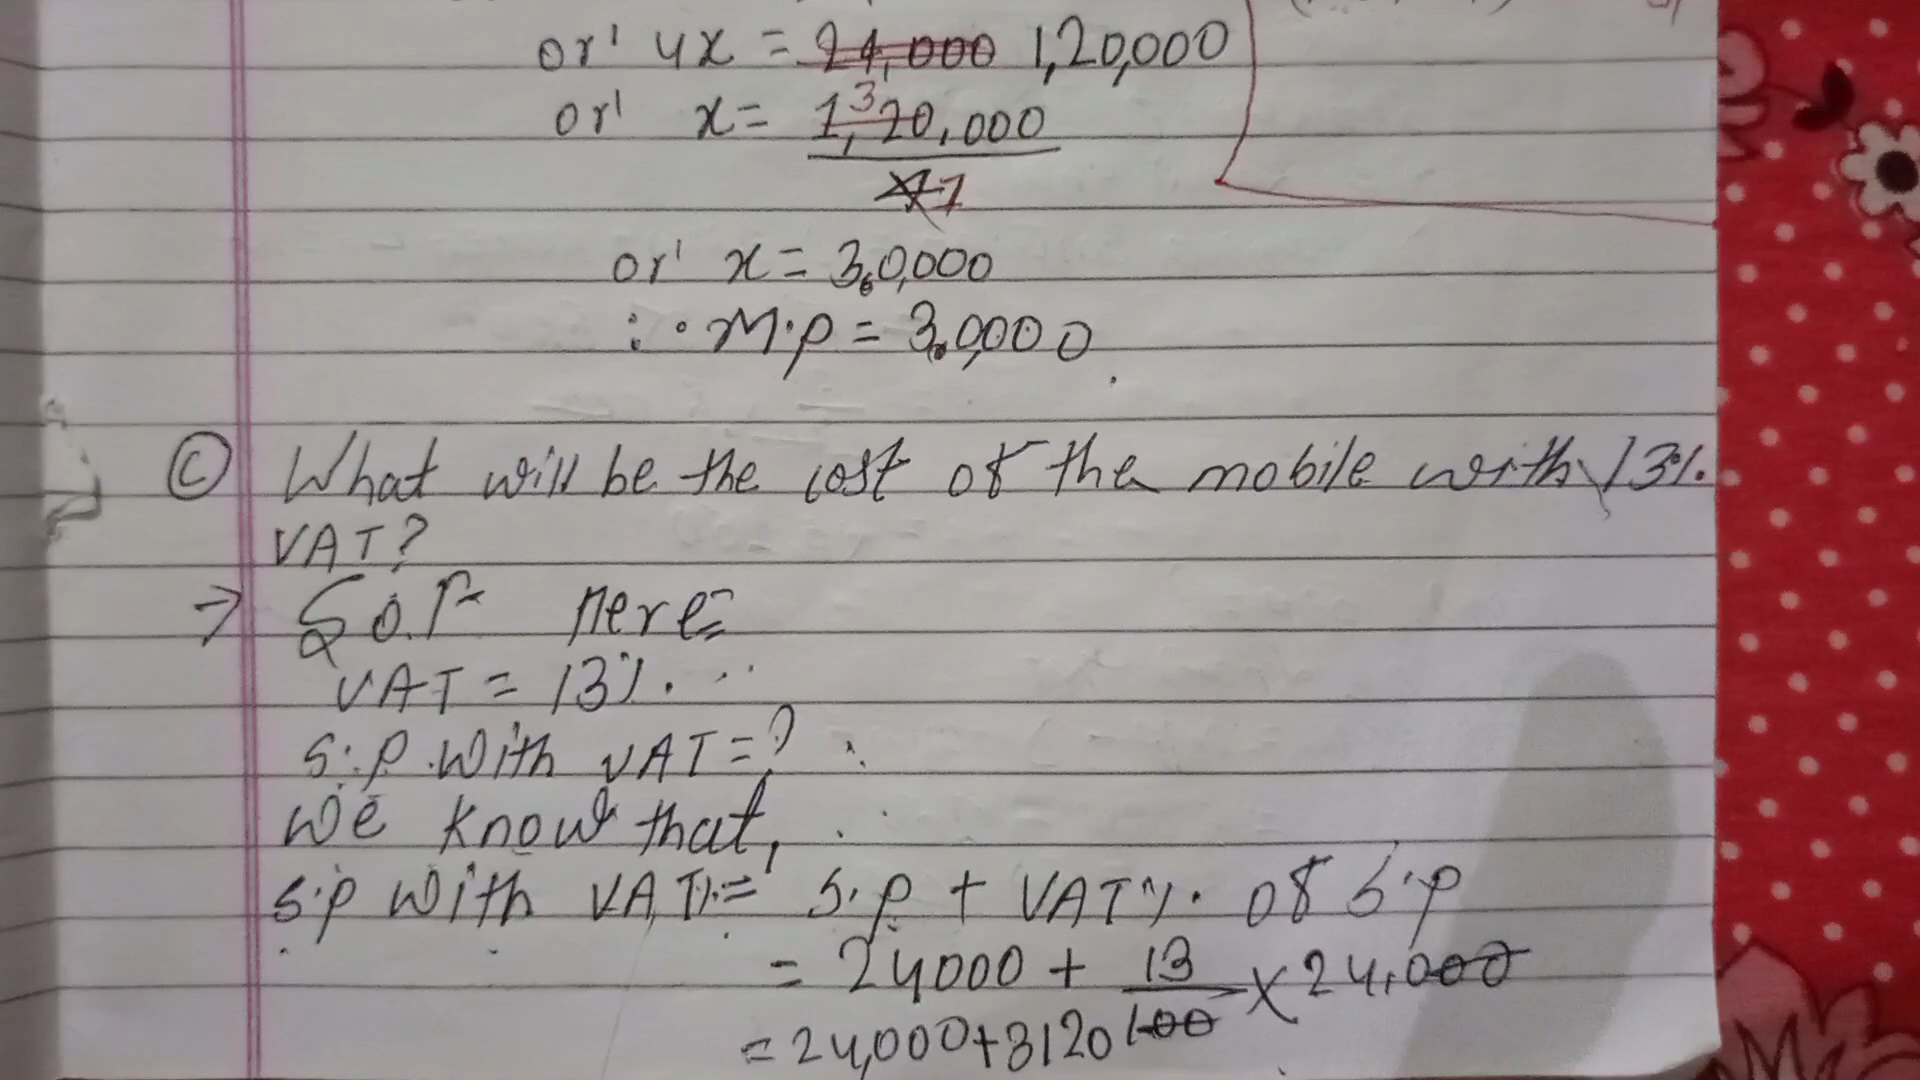 or' 4x = 24,000 1,20,000
or' x = 1,20,000 3
4 1
or' x = 30,000
∴ M.P = 30,000
(C) What will be the cost of the mobile with 13%
VAT?
→ Sol Here
VAT = 13%
S.P with VAT = ?
We know that,
S.P with VAT% = S.P + VAT% of S.P
= 24000 + 13/100 × 24,000
= 24,000 + 3120